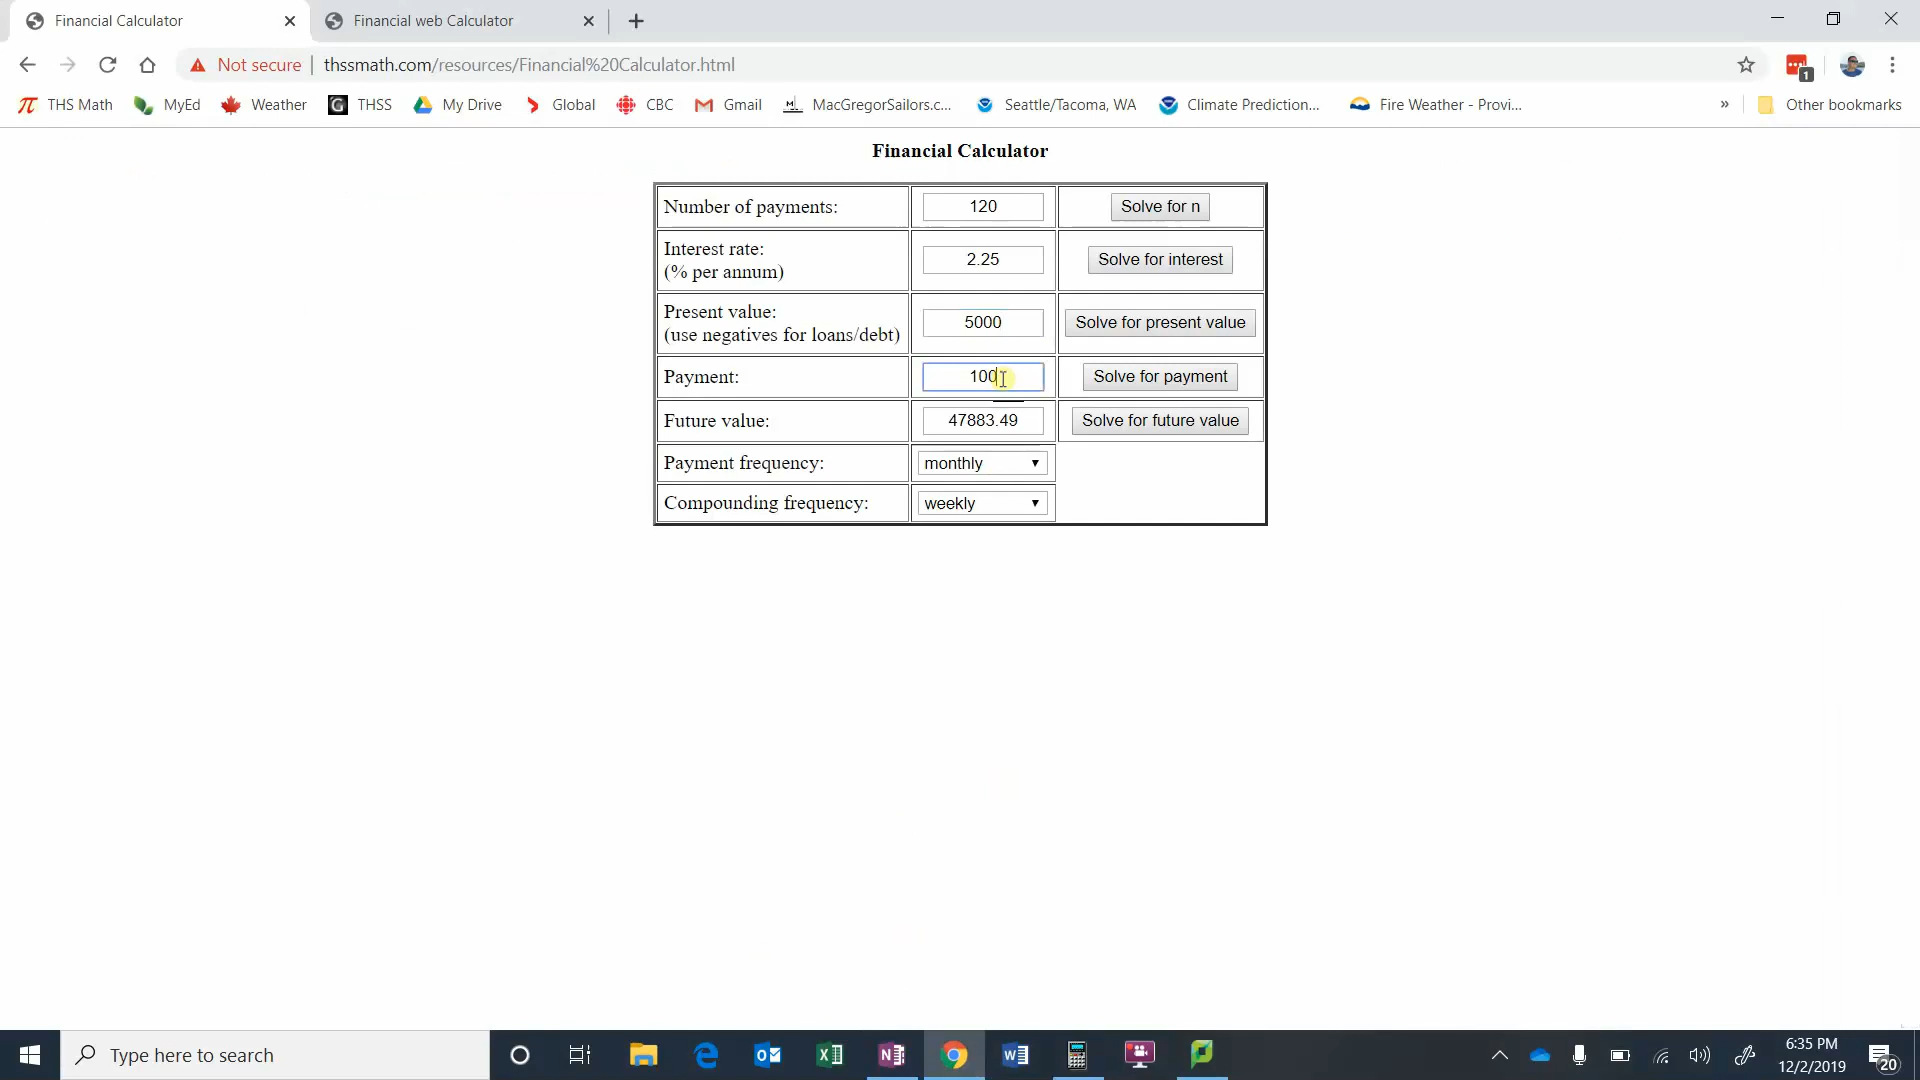 Financial Calculator
Financial web Calculator
Not secure
thssmath.com/resources/Financial%20Calculator.html
1
THS Math
MyEd
Weather
THSS
My Drive
Global
CBC
Gmail
MacGregorSailors.c...
Seattle/Tacoma, WA
Climate Prediction...
Fire Weather - Provi...
»
Other bookmarks
Financial Calculator
Number of payments: 120 Solve for n
Interest rate:
(% per annum) 2.25 Solve for interest
Present value:
(use negatives for loans/debt) 5000 Solve for present value
Payment: 100 Solve for payment
Future value: 47883.49 Solve for future value
Payment frequency: monthly
Compounding frequency: weekly
Type here to search
6:35 PM
12/2/2019
20